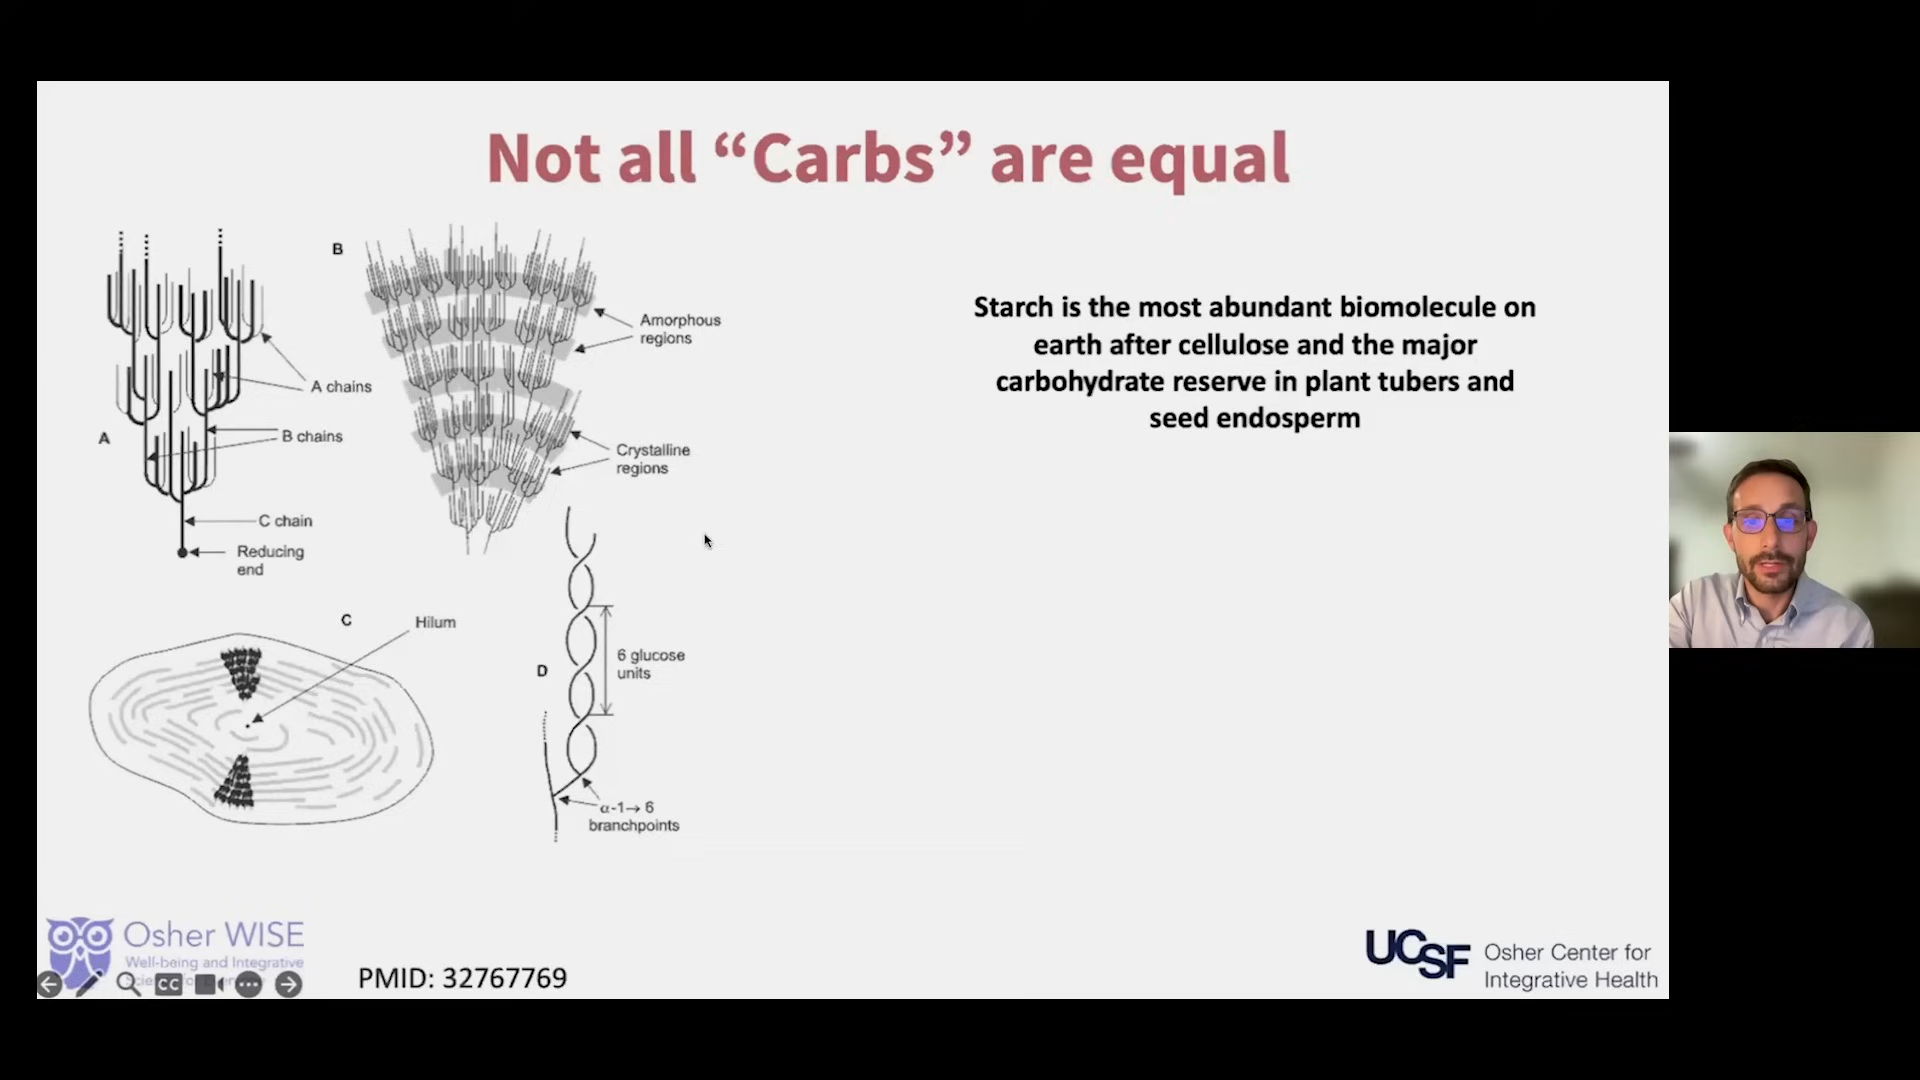 Not all “Carbs” are equal
B
Amorphous
regions
A chains
A
B chains
Crystalline
regions
C chain
Reducing
end
Starch is the most abundant biomolecule on
earth after cellulose and the major
carbohydrate reserve in plant tubers and
seed endosperm
C
Hilum
D
6 glucose
units
α-1→ 6
branchpoints
Osher WISE
Well-being and Integrative
CC
PMID: 32767769
UCSF
Osher Center for
Integrative Health